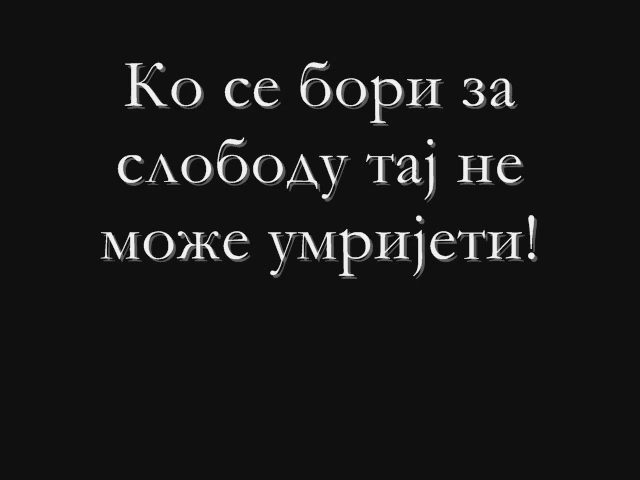 Ко се бори за
слободу тај не
може умријети!